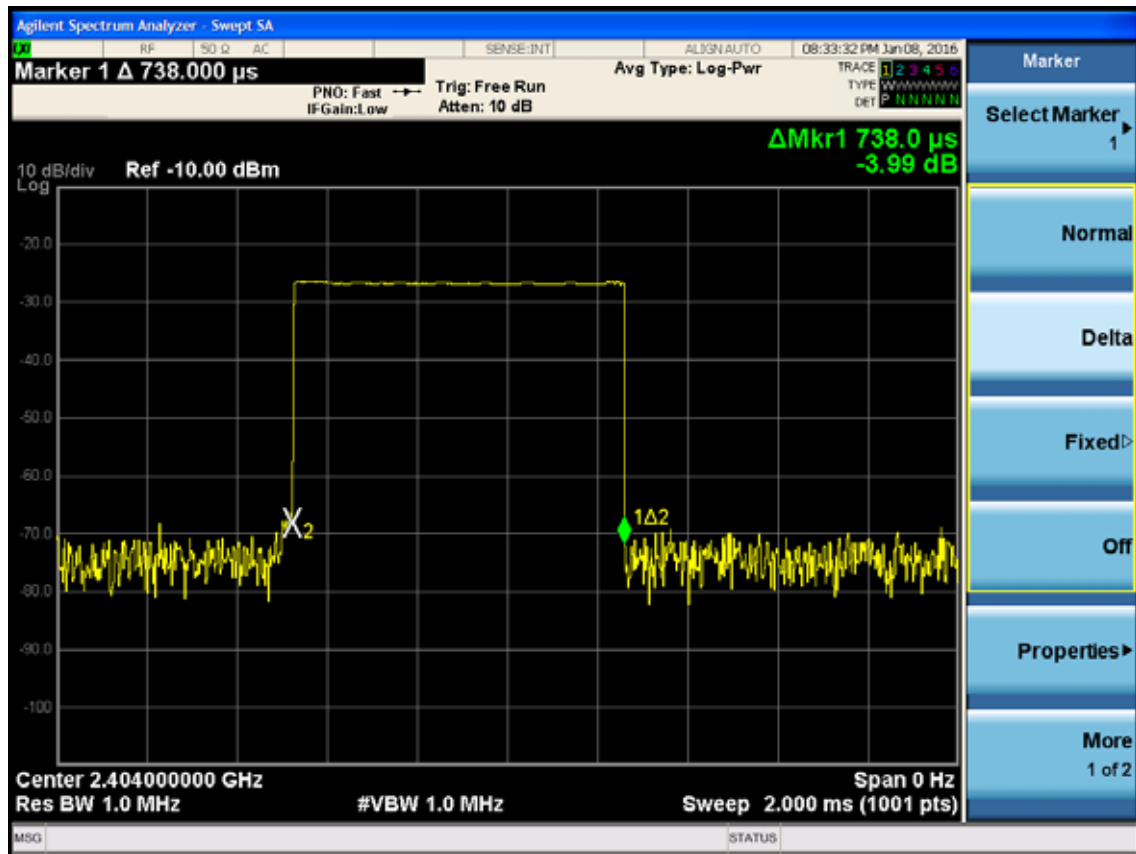 Agilent Spectrum Analyzer - Swept SA
RF 50 Ω AC SENSE:INT ALIGNAUTO 08:33:32 PM Jan 08, 2016
Marker 1 Δ 738.000 µs
PNO: Fast
IFGain:Low
Trig: Free Run
Atten: 10 dB
Avg Type: Log-Pwr
TRACE 1 2 3 4 5 6
TYPE WWWWWWW
DET P N N N N N
ΔMkr1 738.0 µs
-3.99 dB
10 dB/div Ref -10.00 dBm
Log
-20.0
-30.0
-40.0
-50.0
-60.0
-70.0
-80.0
-90.0
-100
X2
1Δ2
Center 2.404000000 GHz Span 0 Hz
Res BW 1.0 MHz #VBW 1.0 MHz Sweep 2.000 ms (1001 pts)
MSG STATUS
Marker
Select Marker
1
Normal
Delta
Fixed
Off
Properties
More
1 of 2